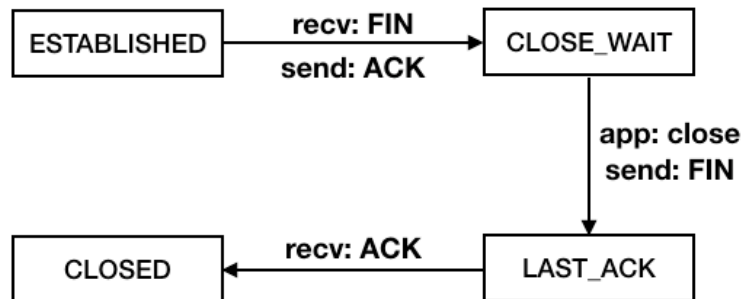 ESTABLISHED
recv: FIN
send: ACK
CLOSE_WAIT
app: close
send: FIN
LAST_ACK
recv: ACK
CLOSED